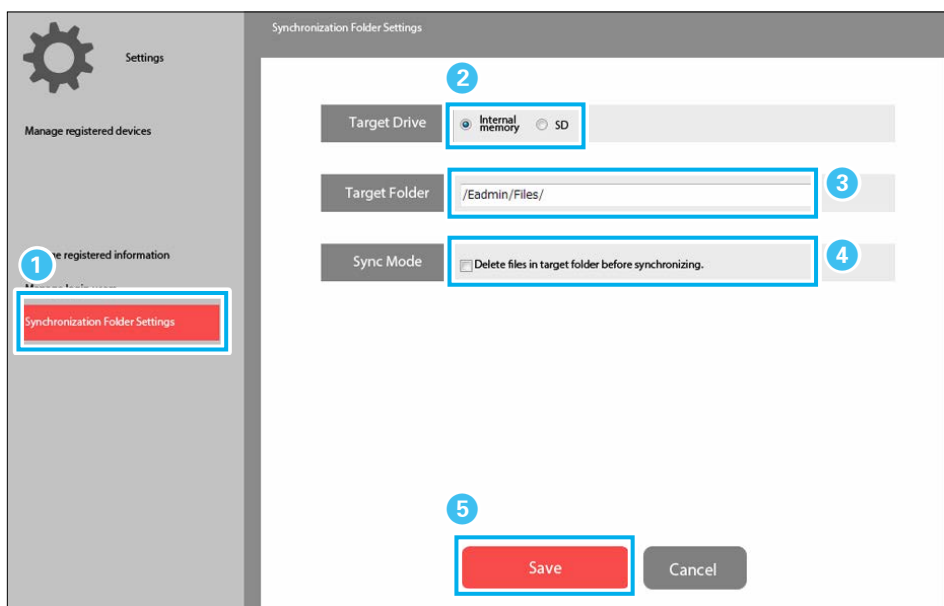 Synchronization Folder Settings
Settings
2
Target Drive
Internal
memory
SD
Manage registered devices
Target Folder
/Eadmin/Files/
3
1
registered information
Sync Mode
Delete files in target folder before synchronizing.
4
Synchronization Folder Settings
5
Save
Cancel